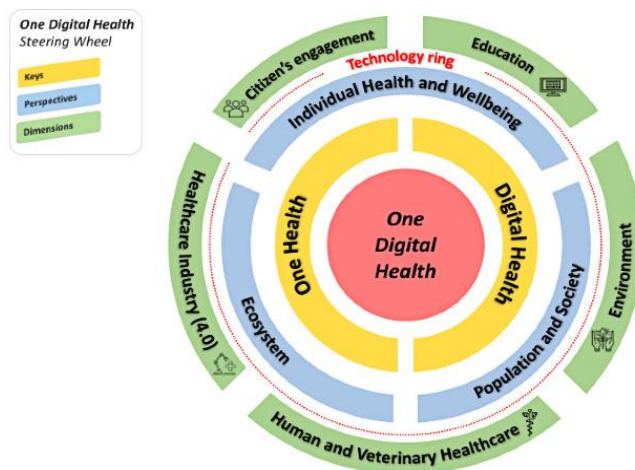 One Digital Health
Steering Wheel
Keys
Perspectives
Dimensions
Citizen's engagement
Education
Technology ring
Individual Health and Wellbeing
One Health
Digital Health
One
Digital
Health
Healthcare Industry (4.0)
Environment
Ecosystem
Population and Society
Human and Veterinary Healthcare